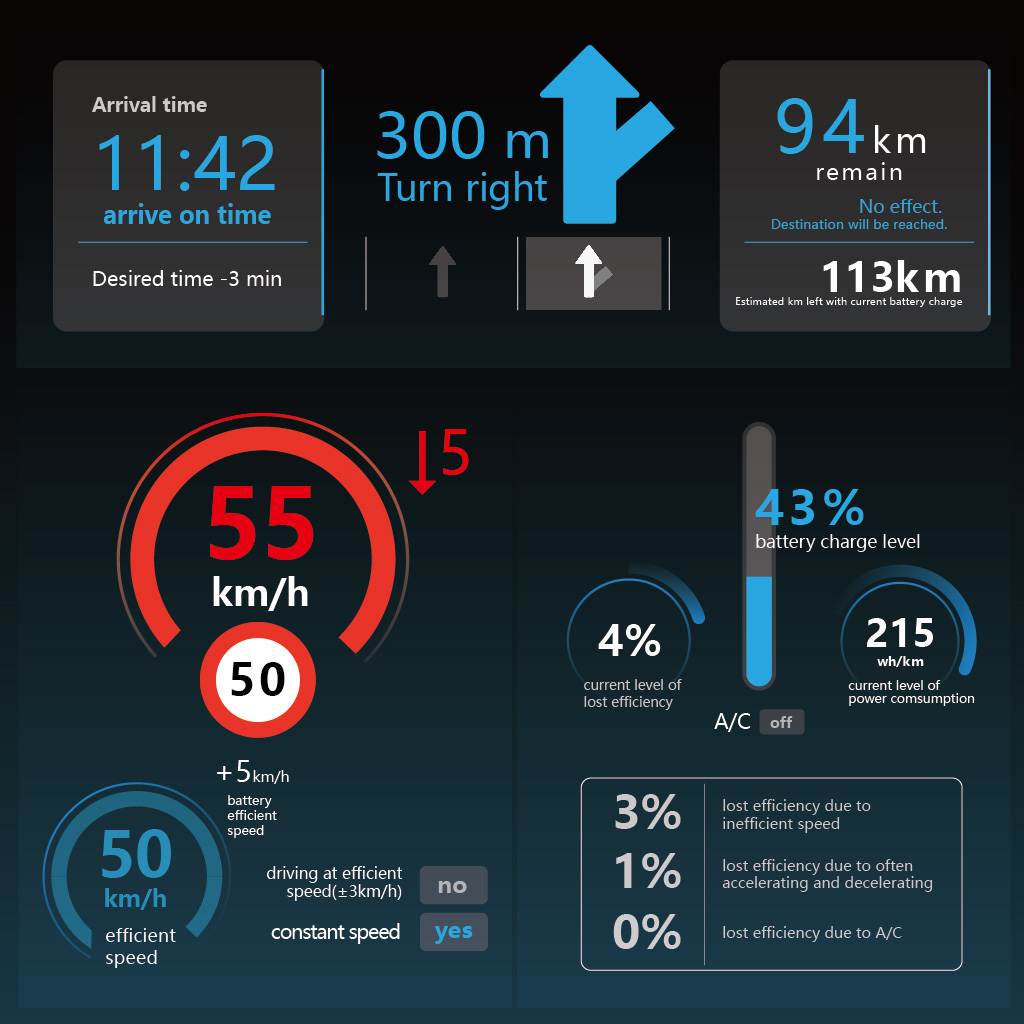 Arrival time
11:42
arrive on time
Desired time -3 min
300 m
Turn right
94 km
remain
No effect.
Destination will be reached.
113km
Estimated km left with current battery charge
55
km/h
50
5
+5km/h
battery
efficient
speed
50
km/h
efficient
speed
driving at efficient
speed(±3km/h)
no
constant speed
yes
43%
battery charge level
4%
current level of
lost efficiency
215
wh/km
current level of
power comsumption
A/C off
3%
lost efficiency due to
inefficient speed
1%
lost efficiency due to often
accelerating and decelerating
0%
lost efficiency due to A/C